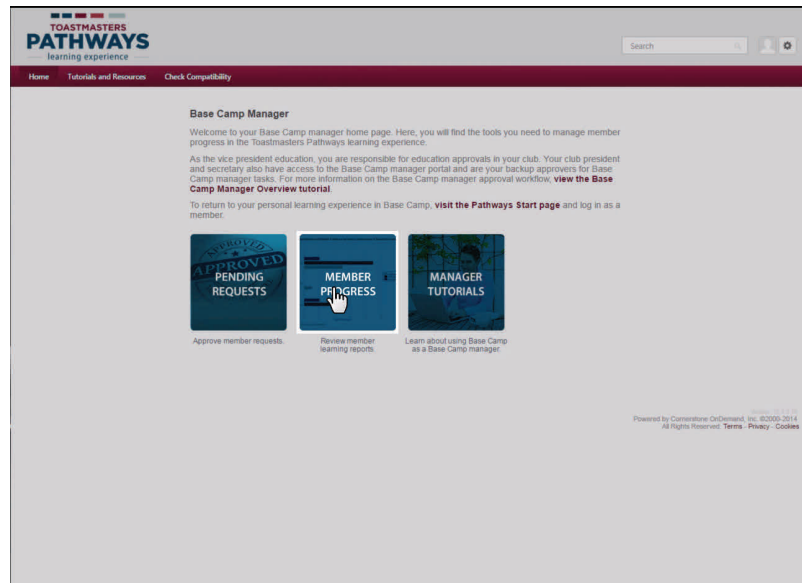 TOASTMASTERS
PATHWAYS
learning experience
Search
Home Tutorials and Resources Check Compatibility
Base Camp Manager
Welcome to your Base Camp manager home page. Here, you will find the tools you need to manage member
progress in the Toastmasters Pathways learning experience.
As the vice president education, you are responsible for education approvals in your club. Your club president
and secretary also have access to the Base Camp manager portal and are your backup approvers for Base
Camp manager tasks. For more information on the Base Camp manager approval workflow, view the Base
Camp Manager Overview tutorial.
To return to your personal learning experience in Base Camp, visit the Pathways Start page and log in as a
member.
APPROVED
APPROVED
PENDING
REQUESTS
MEMBER
PROGRESS
MANAGER
TUTORIALS
Approve member requests.
Review member
learning reports
Learn about using Base Camp
as a Base Camp manager.
Powered by Cornerstone OnDemand, Inc. ©2000-2014
All Rights Reserved. Terms - Privacy - Cookies